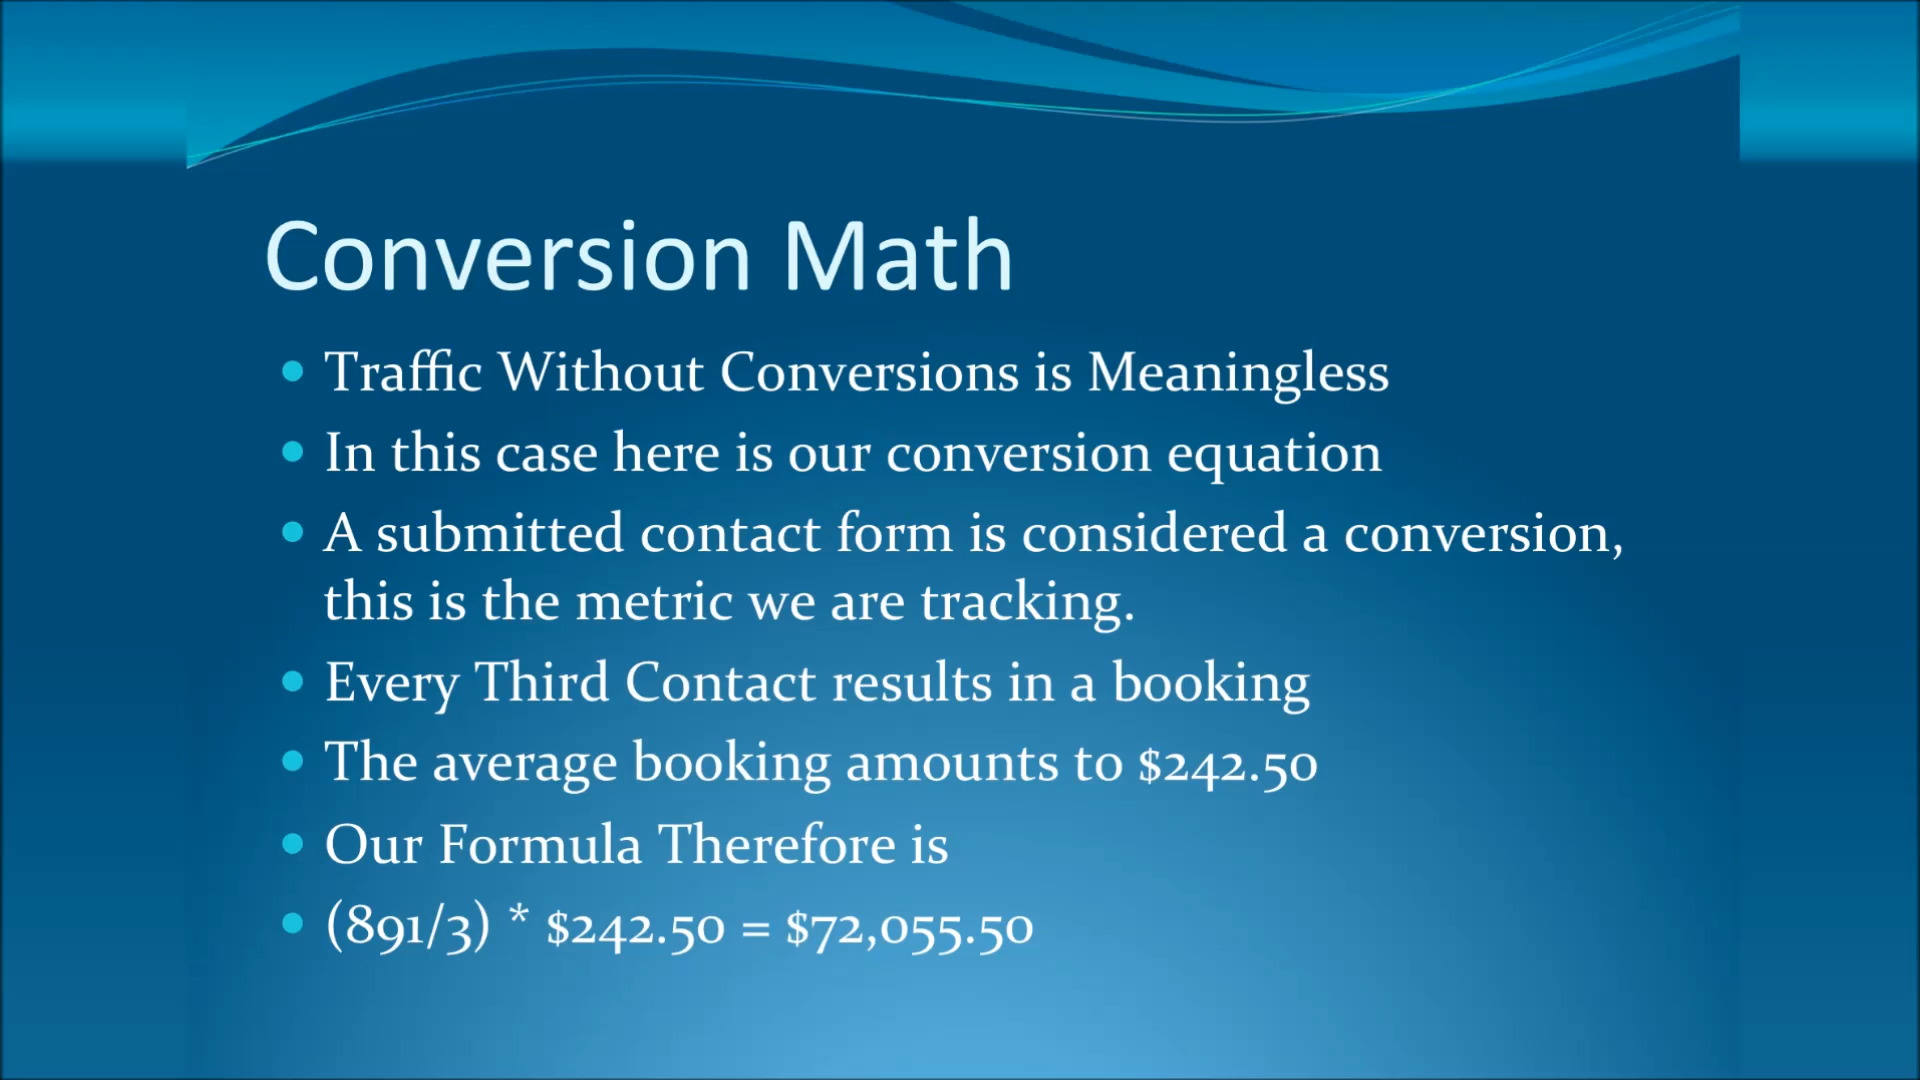 Conversion Math
• Traffic Without Conversions is Meaningless
• In this case here is our conversion equation
• A submitted contact form is considered a conversion,
this is the metric we are tracking.
• Every Third Contact results in a booking
• The average booking amounts to $242.50
• Our Formula Therefore is
• (891/3) * $242.50 = $72,055.50